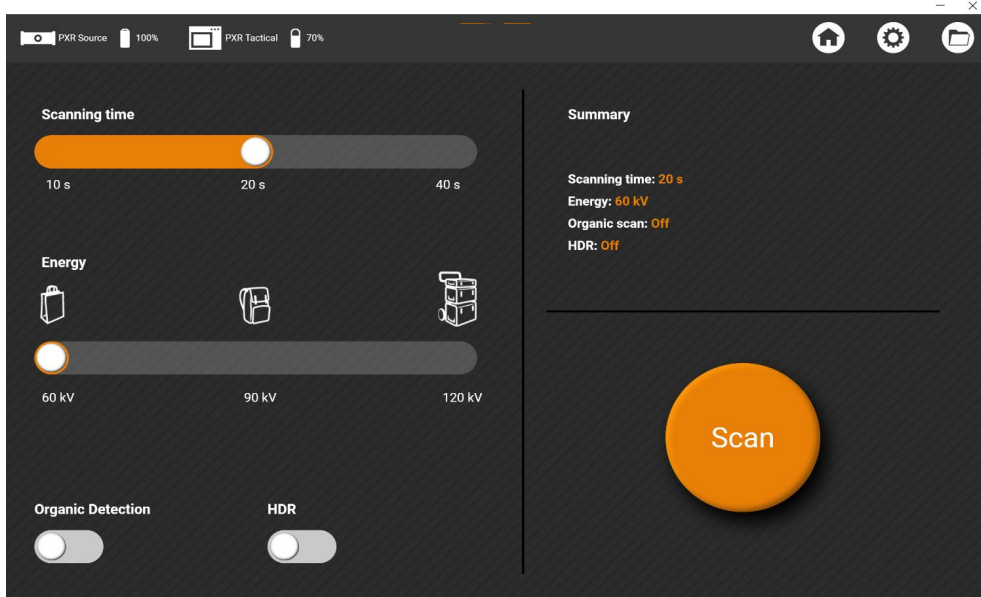 PXR Source 100% PXR Tactical 70%
Scanning time
10 s 20 s 40 s
Energy
60 kV 90 kV 120 kV
Organic Detection HDR
Summary
Scanning time: 20 s
Energy: 60 kV
Organic scan: Off
HDR: Off
Scan